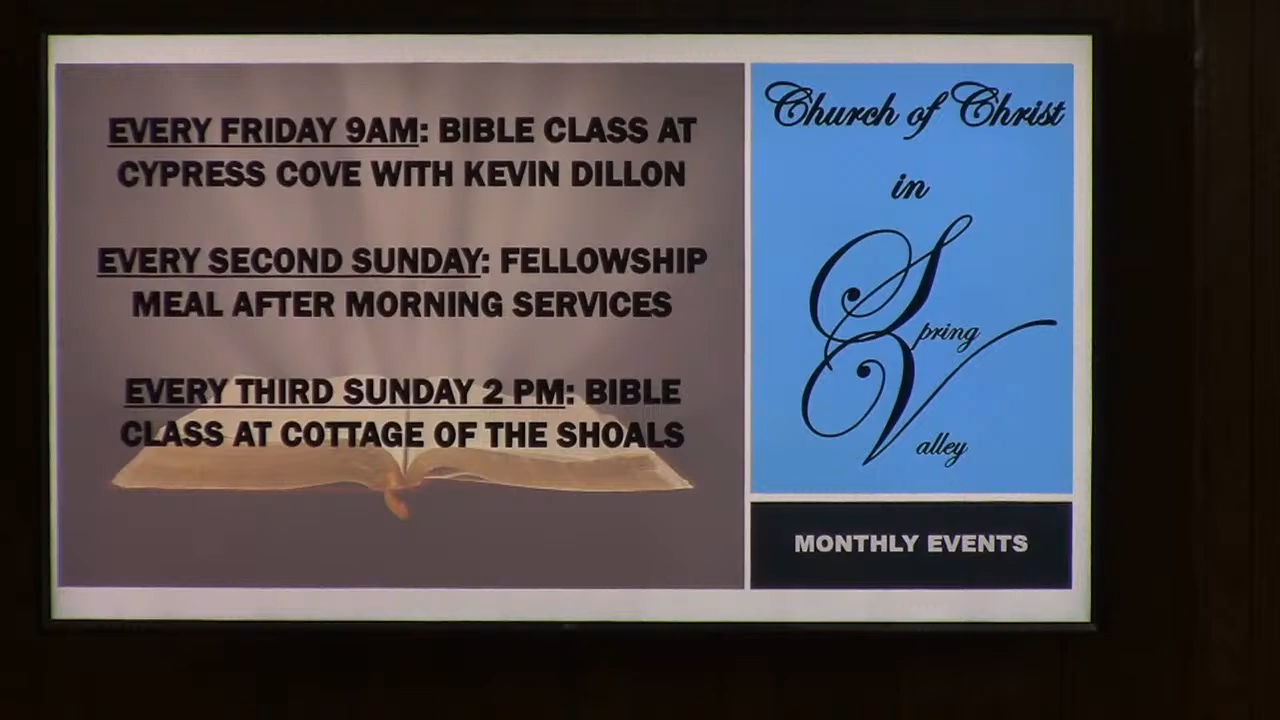 EVERY FRIDAY 9AM: BIBLE CLASS AT
CYPRESS COVE WITH KEVIN DILLON
EVERY SECOND SUNDAY: FELLOWSHIP
MEAL AFTER MORNING SERVICES
EVERY THIRD SUNDAY 2 PM: BIBLE
CLASS AT COTTAGE OF THE SHOALS
Church of Christ
in
Spring
Valley
MONTHLY EVENTS